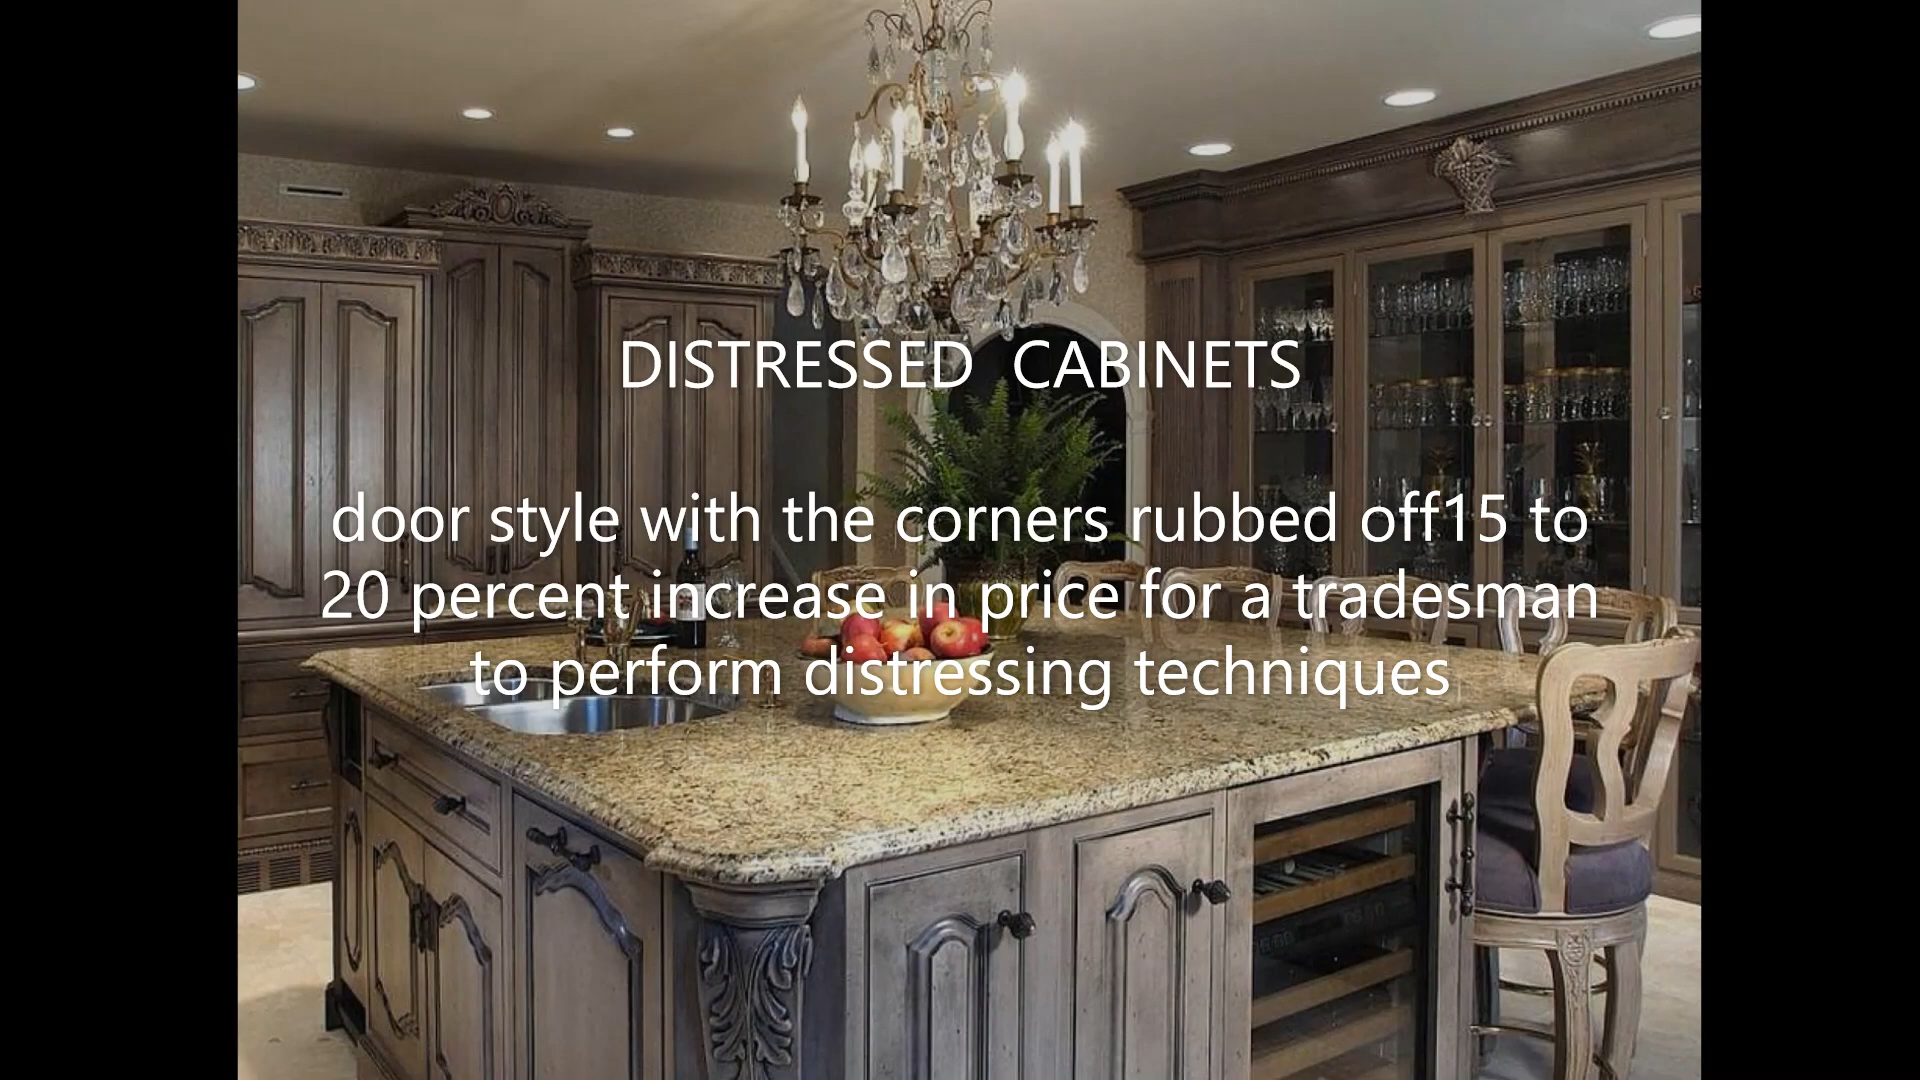 DISTRESSED  CABINETS
door style with the corners rubbed off15 to
20 percent increase in price for a tradesman
to perform distressing techniques